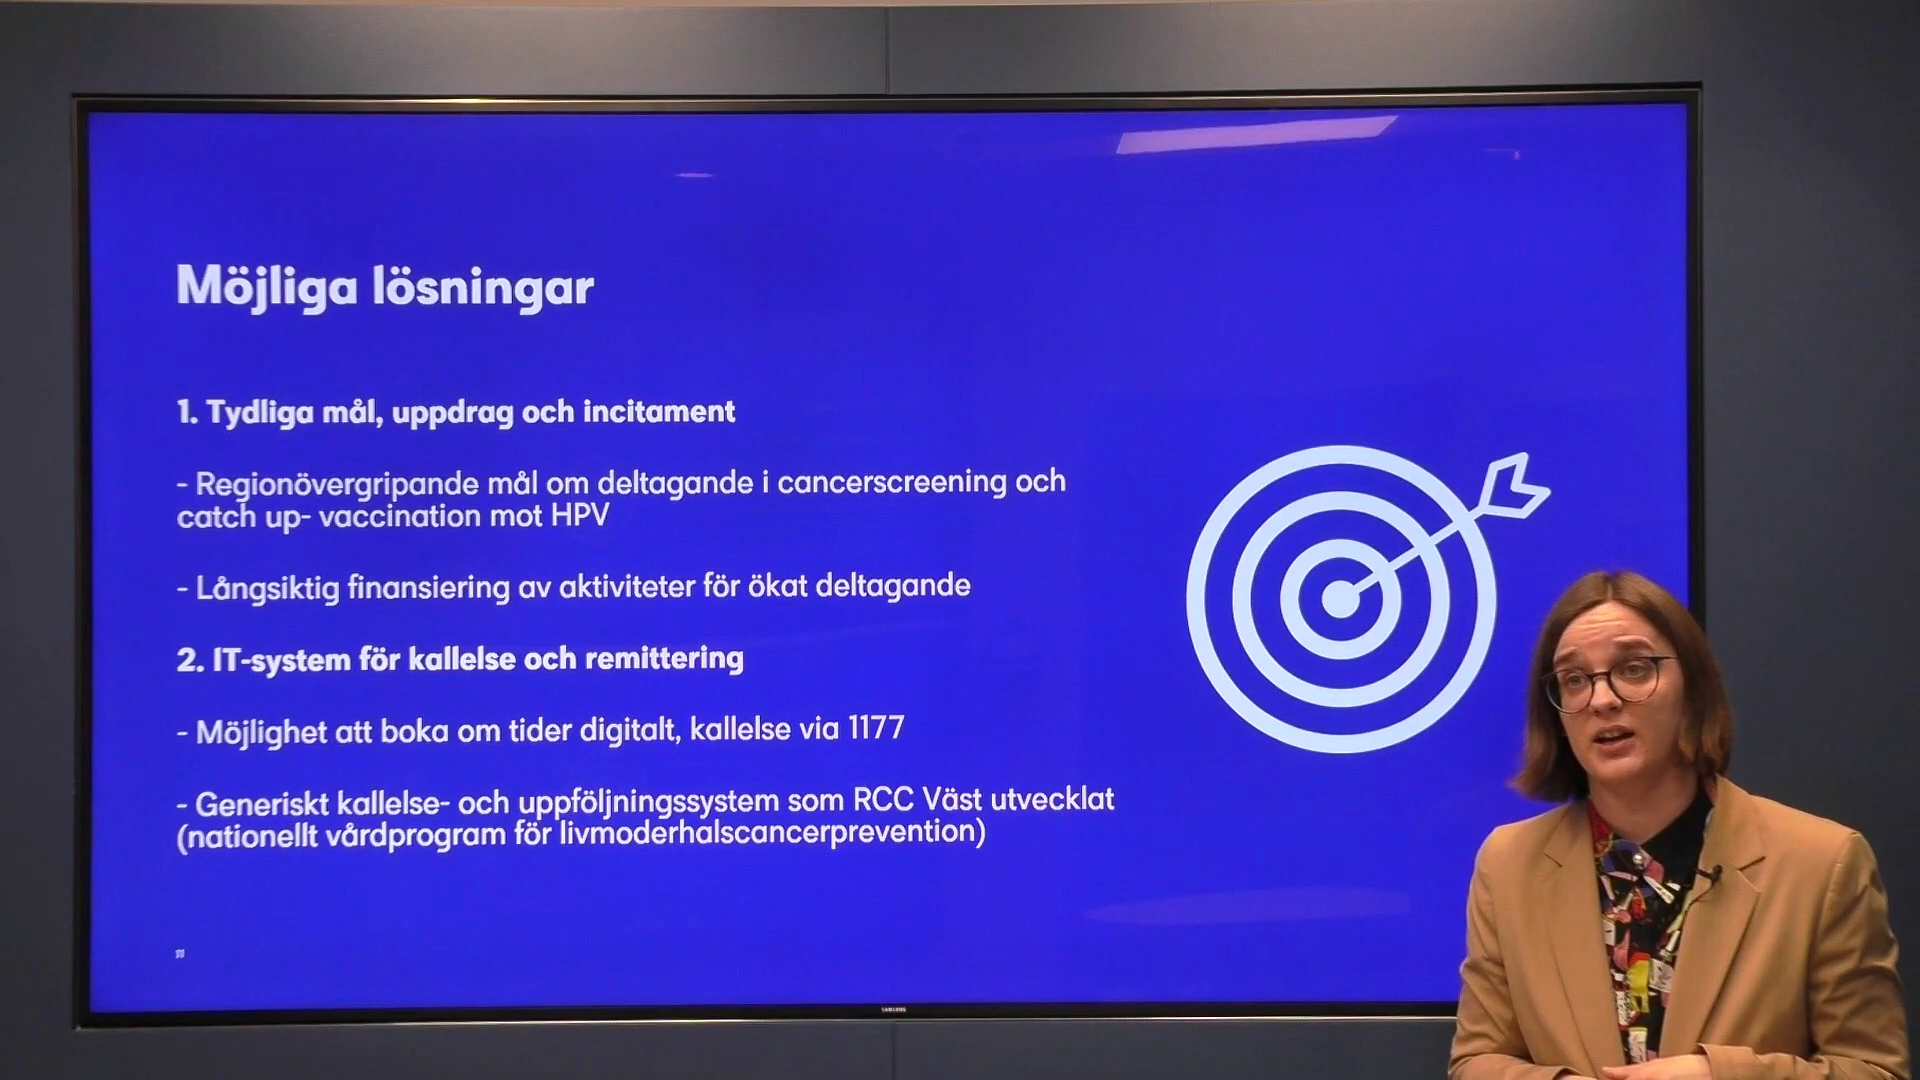 Möjliga lösningar
1. Tydliga mål, uppdrag och incitament
- Regionövergripande mål om deltagande i cancerscreening och
catch up- vaccination mot HPV
- Långsiktig finansiering av aktiviteter för ökat deltagande
2. IT-system för kallelse och remittering
- Möjlighet att boka om tider digitalt, kallelse via 1177
- Generiskt kallelse- och uppföljningssystem som RCC Väst utvecklat
(nationellt vårdprogram för livmoderhalscancerprevention)
SAMSUNG